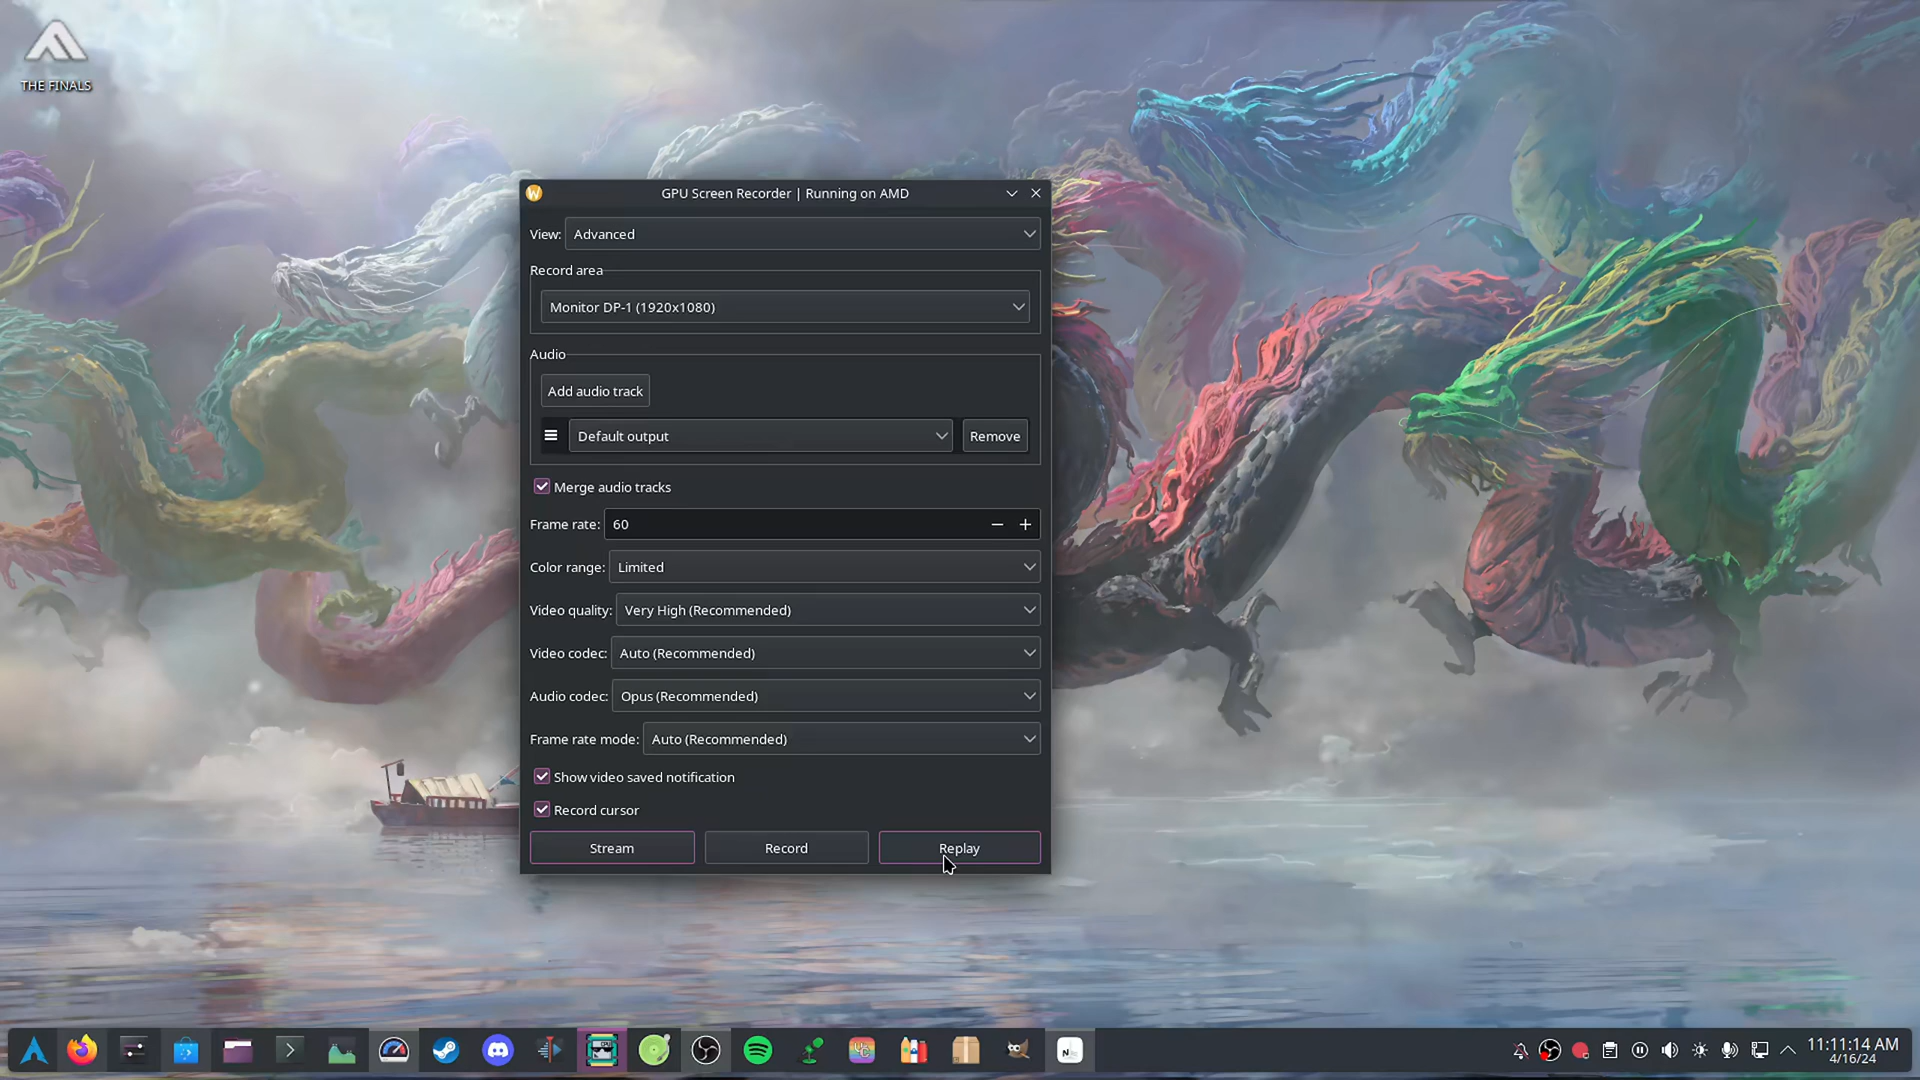 THE FINALS
GPU Screen Recorder | Running on AMD
View: Advanced
Record area
Monitor DP-1 (1920x1080)
Audio
Add audio track
Default output Remove
Merge audio tracks
Frame rate: 60
Color range: Limited
Video quality: Very High (Recommended)
Video codec: Auto (Recommended)
Audio codec: Opus (Recommended)
Frame rate mode: Auto (Recommended)
Show video saved notification
Record cursor
Stream Record Replay
11:11:14 AM
4/16/24